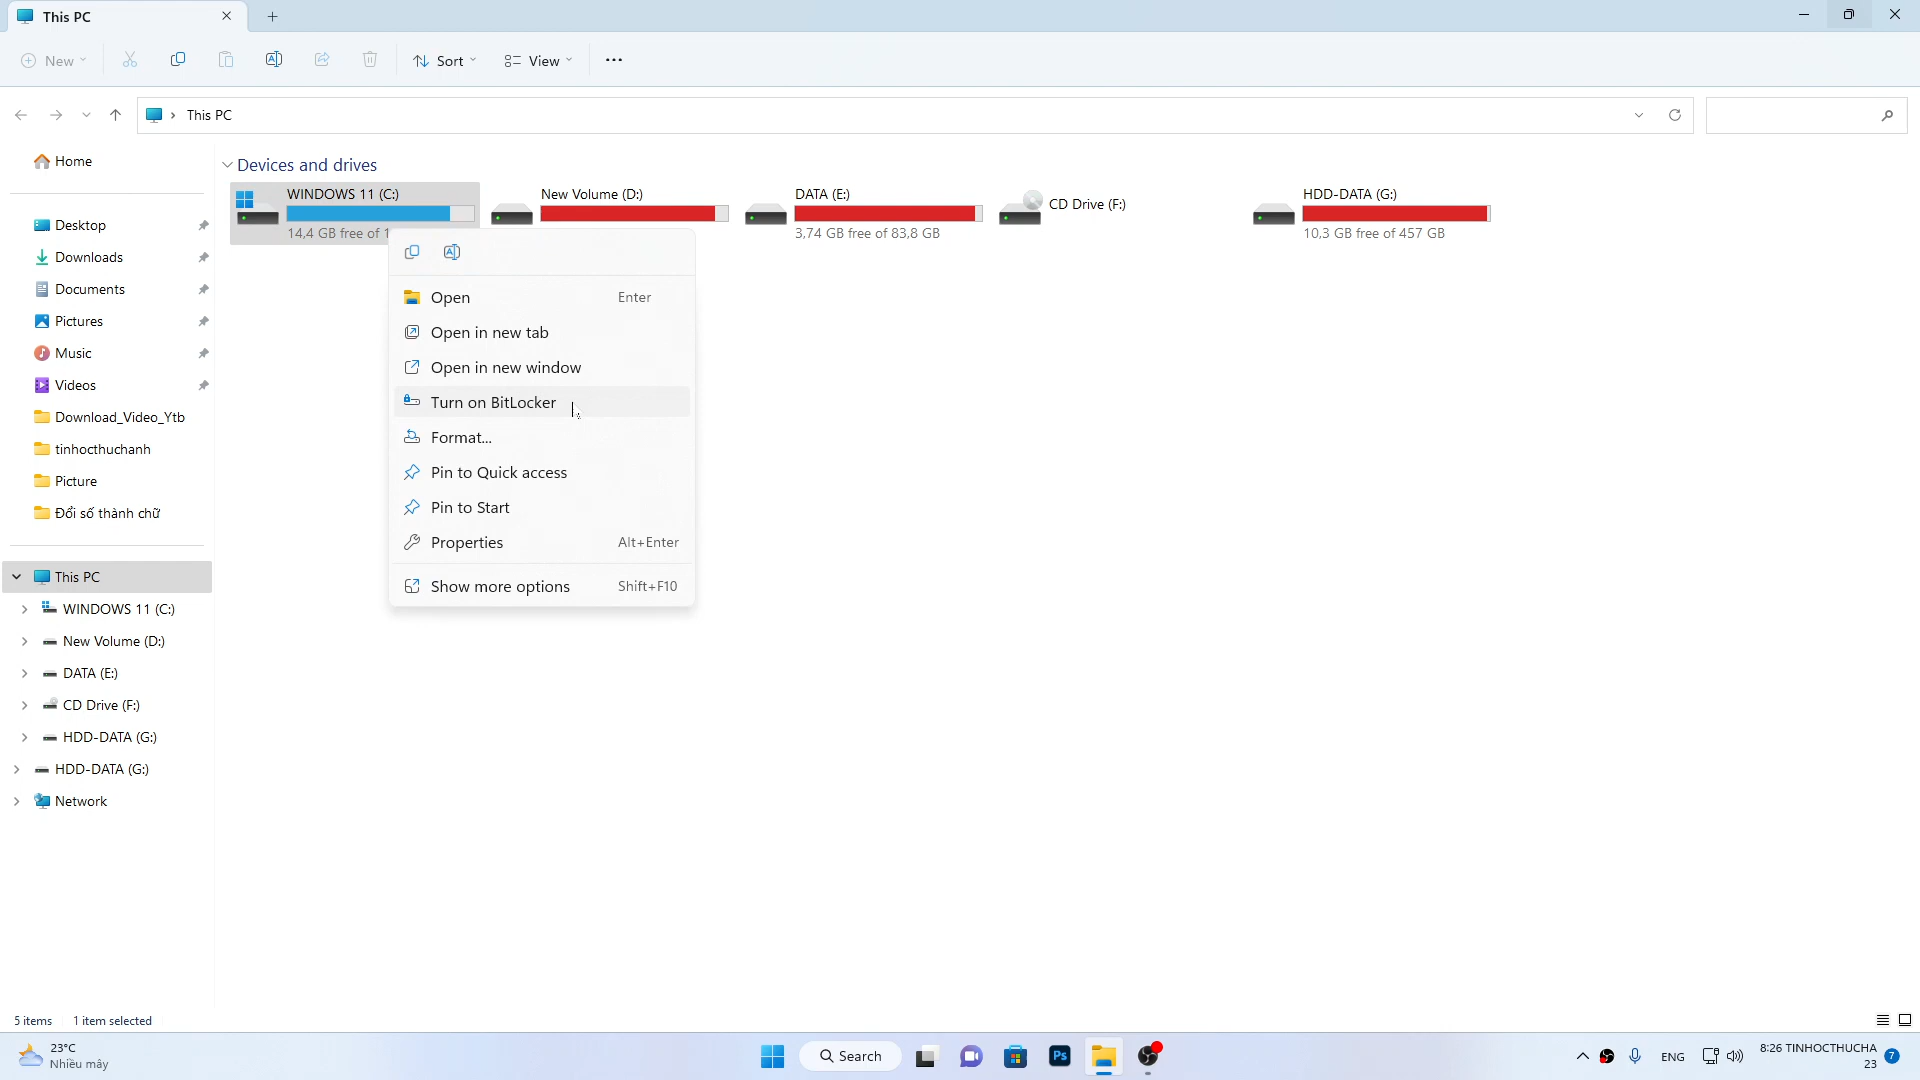 This PC
New
Sort
View
This PC
Home
Desktop
Downloads
Documents
Pictures
Music
Videos
Download_Video_Ytb
tinhocthuchanh
Picture
Đổi số thành chữ
This PC
WINDOWS 11 (C:)
New Volume (D:)
DATA (E:)
CD Drive (F:)
HDD-DATA (G:)
HDD-DATA (G:)
Network
Devices and drives
WINDOWS 11 (C:)
14,4 GB free of 1
New Volume (D:)
DATA (E:)
3,74 GB free of 83,8 GB
CD Drive (F:)
HDD-DATA (G:)
10,3 GB free of 457 GB
Open Enter
Open in new tab
Open in new window
Turn on BitLocker
Format...
Pin to Quick access
Pin to Start
Properties Alt+Enter
Show more options Shift+F10
5 items 1 item selected
23°C
Nhiều mây
Search
Ps
ENG
8:26 TINHOCTHUCHA
23
7